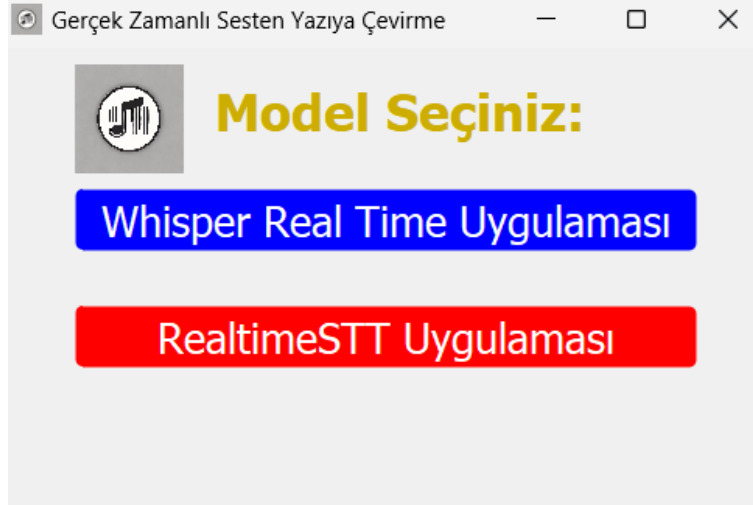 Gerçek Zamanlı Sesten Yazıya Çevirme
Model Seçiniz:
Whisper Real Time Uygulaması
RealtimeSTT Uygulaması